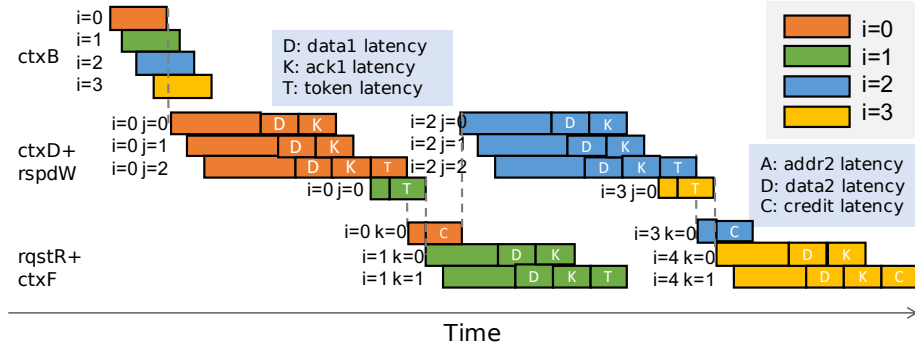 i=0
i=1
ctxB
i=2
i=3
D: data1 latency
K: ack1 latency
T: token latency
i=0
i=1
i=2
i=3
i=0 j=0
D
K
i=0 j=1
D
K
i=0 j=2
D
K
T
i=0 j=0
T
ctxD+
rspdW
i=2 j=0
D
K
i=2 j=1
D
K
i=2 j=2
D
K
T
i=3 j=0
T
A: addr2 latency
D: data2 latency
C: credit latency
rqstR+
ctxF
i=0 k=0
C
i=1 k=0
D
K
i=1 k=1
D
K
T
i=3 k=0
C
i=4 k=0
D
K
i=4 k=1
D
K
C
Time